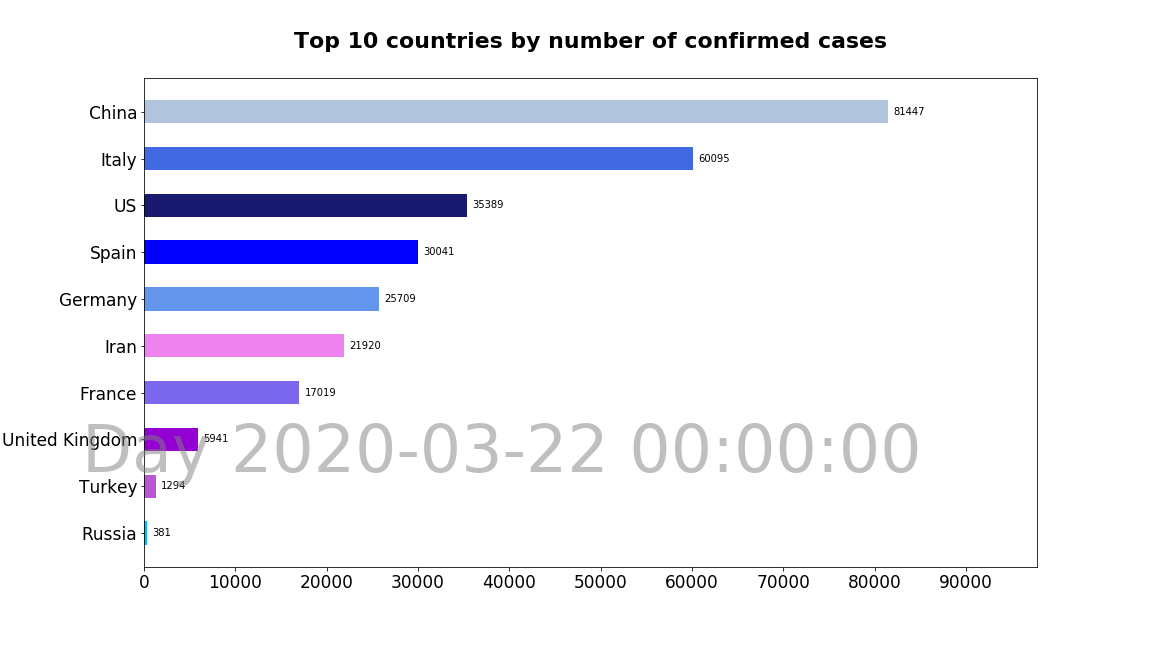 Top 10 countries by number of confirmed cases
China 81447
Italy 60095
US 35389
Spain 30041
Germany 25709
Iran 21920
France 17019
United Kingdom 5941
Day 2020-03-22 00:00:00
Turkey 1294
Russia 381
0 10000 20000 30000 40000 50000 60000 70000 80000 90000